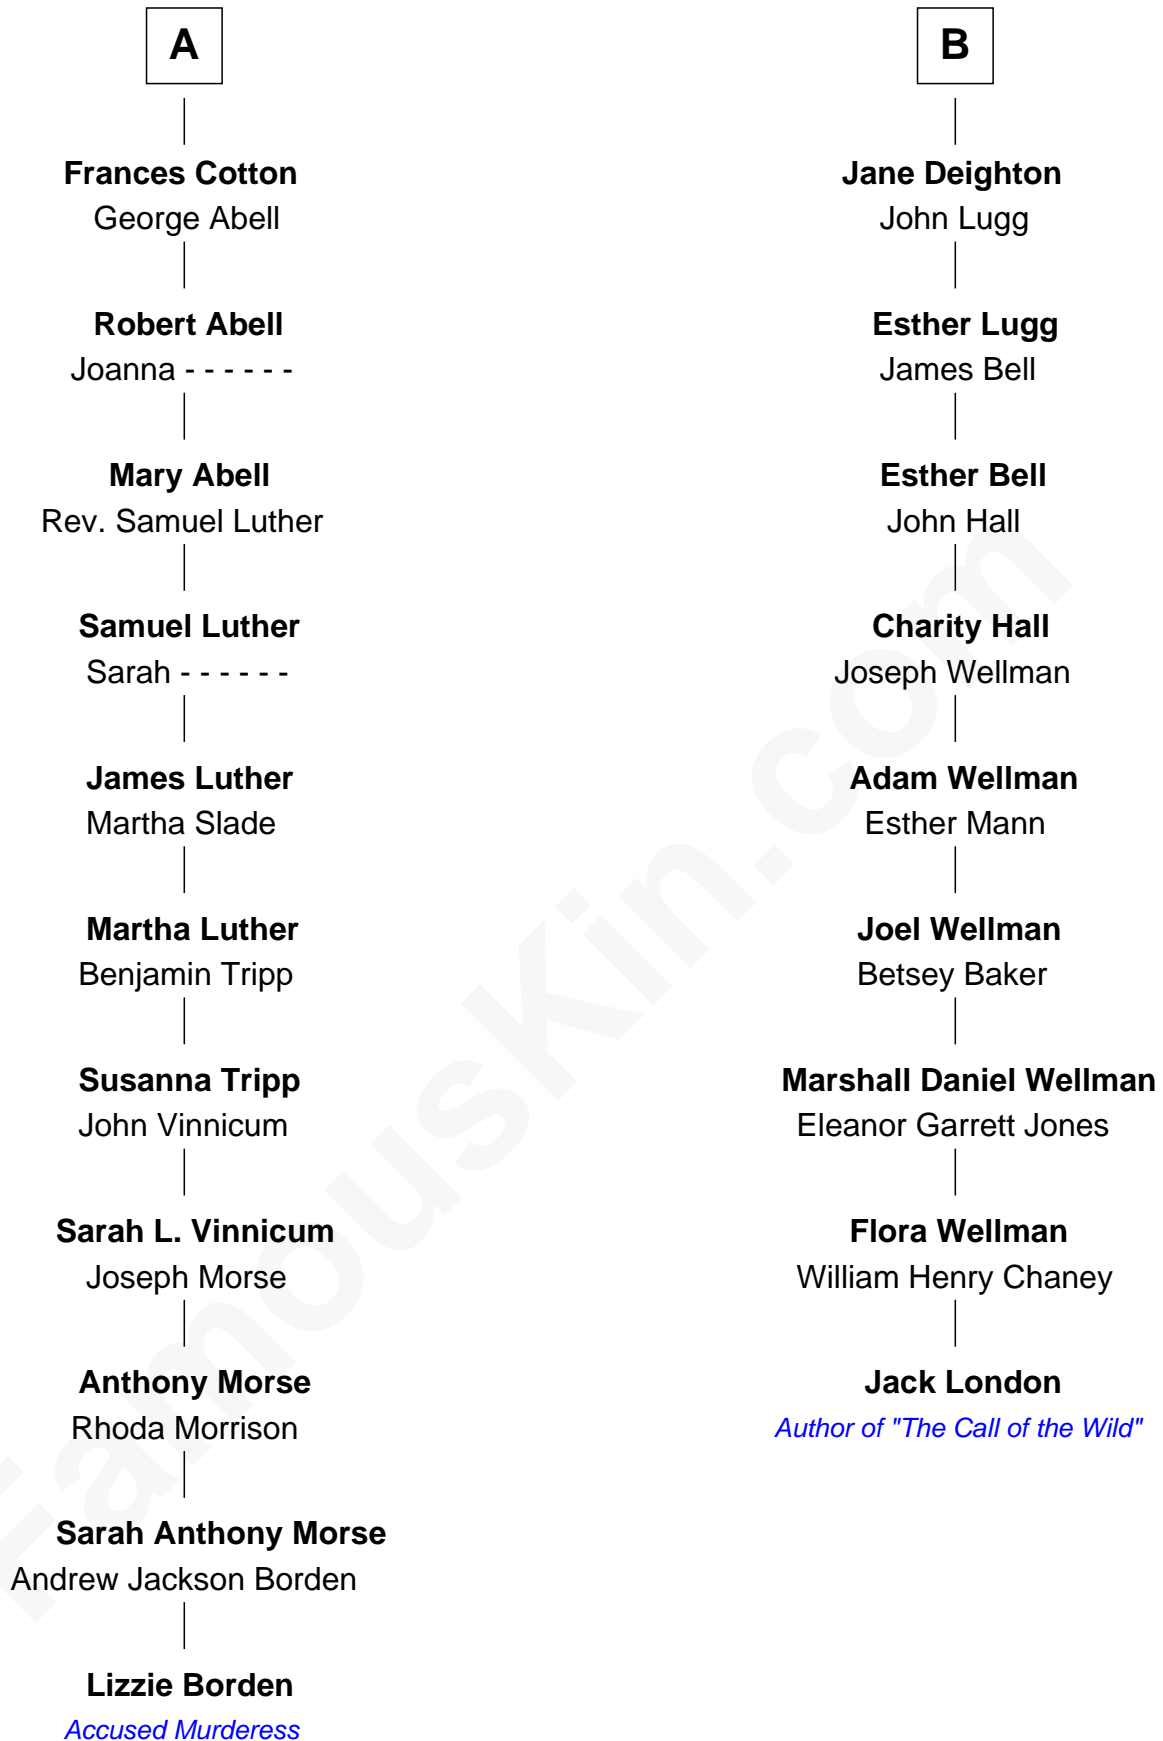 A
Frances Cotton
George Abell
Robert Abell
Joanna - - - - - -
Mary Abell
Rev. Samuel Luther
Samuel Luther
Sarah - - - - - -
James Luther
Martha Slade
Martha Luther
Benjamin Tripp
Susanna Tripp
John Vinnicum
Sarah L. Vinnicum
Joseph Morse
Anthony Morse
Rhoda Morrison
Sarah Anthony Morse
Andrew Jackson Borden
Lizzie Borden
Accused Murderess
B
Jane Deighton
John Lugg
Esther Lugg
James Bell
Esther Bell
John Hall
Charity Hall
Joseph Wellman
Adam Wellman
Esther Mann
Joel Wellman
Betsey Baker
Marshall Daniel Wellman
Eleanor Garrett Jones
Flora Wellman
William Henry Chaney
Jack London
Author of "The Call of the Wild"
FamousKin.com